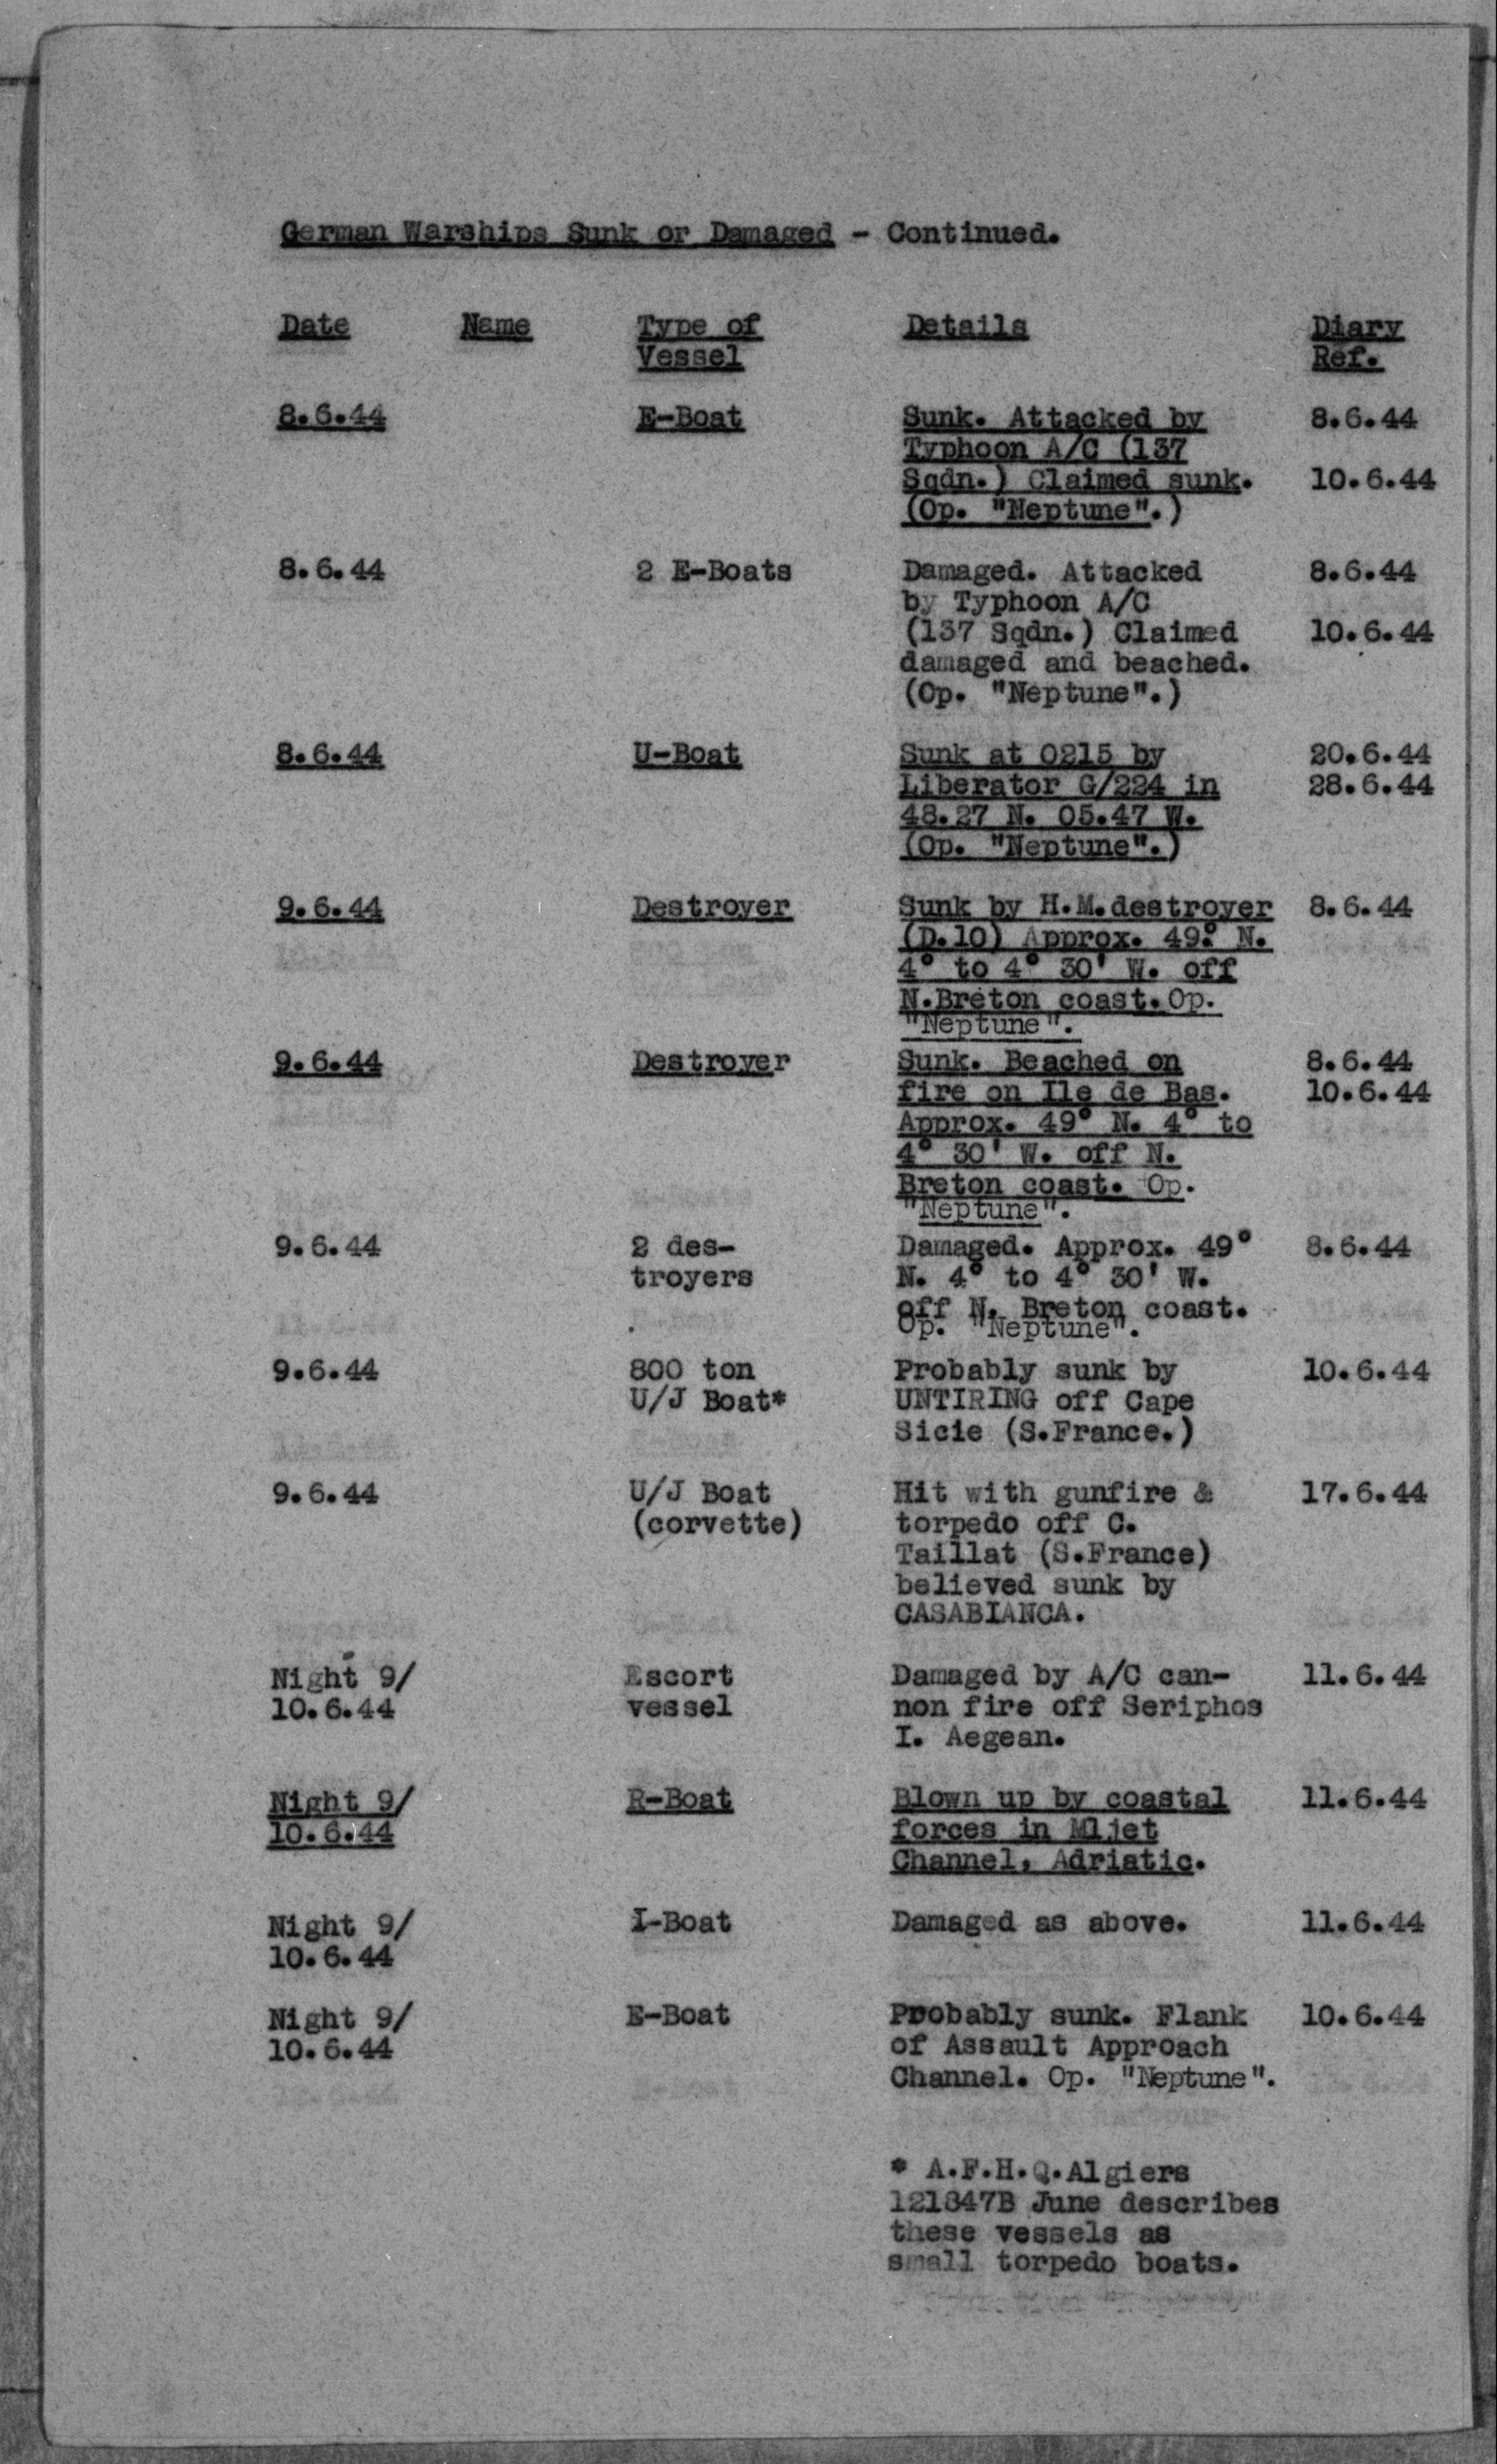 German Warships Sunk or Damaged - Continued.
Date Name Type of Details Diary
Vessel Ref.
8.6.44 E-Boat Sunk. Attacked by 8.6.44
Typhoon A/C (137
Sqdn.) Claimed sunk. 10.6.44
(Op. "Neptune".)
8.6.44 2 E-Boats Damaged. Attacked 8.6.44
by Typhoon A/C
(137 Sqdn.) Claimed 10.6.44
damaged and beached.
(Op. "Neptune".)
8.6.44 U-Boat Sunk at 0215 by 20.6.44
Liberator G/224 in 28.6.44
48.27 N. 05.47 W.
(Op. "Neptune".)
9.6.44 Destroyer Sunk by H.M.destroyer 8.6.44
(D.10) Approx. 49° N.
4° to 4° 30' W. off
N.Breton coast. Op.
"Neptune".
9.6.44 Destroyer Sunk. Beached on 8.6.44
fire on Ile de Bas. 10.6.44
Approx. 49° N. 4° to
4° 30' W. off N.
Breton coast. Op.
"Neptune".
9.6.44 2 des- Damaged. Approx. 49° 8.6.44
troyers N. 4° to 4° 30' W.
off N. Breton coast.
Op. "Neptune".
9.6.44 800 ton Probably sunk by 10.6.44
U/J Boat* UNTIRING off Cape
Sicie (S.France.)
9.6.44 U/J Boat Hit with gunfire & 17.6.44
(corvette) torpedo off C.
Taillat (S.France)
believed sunk by
CASABIANCA.
Night 9/ Escort Damaged by A/C can- 11.6.44
10.6.44 vessel non fire off Seriphos
I. Aegean.
Night 9/ R-Boat Blown up by coastal 11.6.44
10.6.44 forces in Mljet
Channel, Adriatic.
Night 9/ I-Boat Damaged as above. 11.6.44
10.6.44
Night 9/ E-Boat Probably sunk. Flank 10.6.44
10.6.44 of Assault Approach
Channel. Op. "Neptune".
* A.F.H.Q.Algiers
June describes
these vessels as
small torpedo boats.